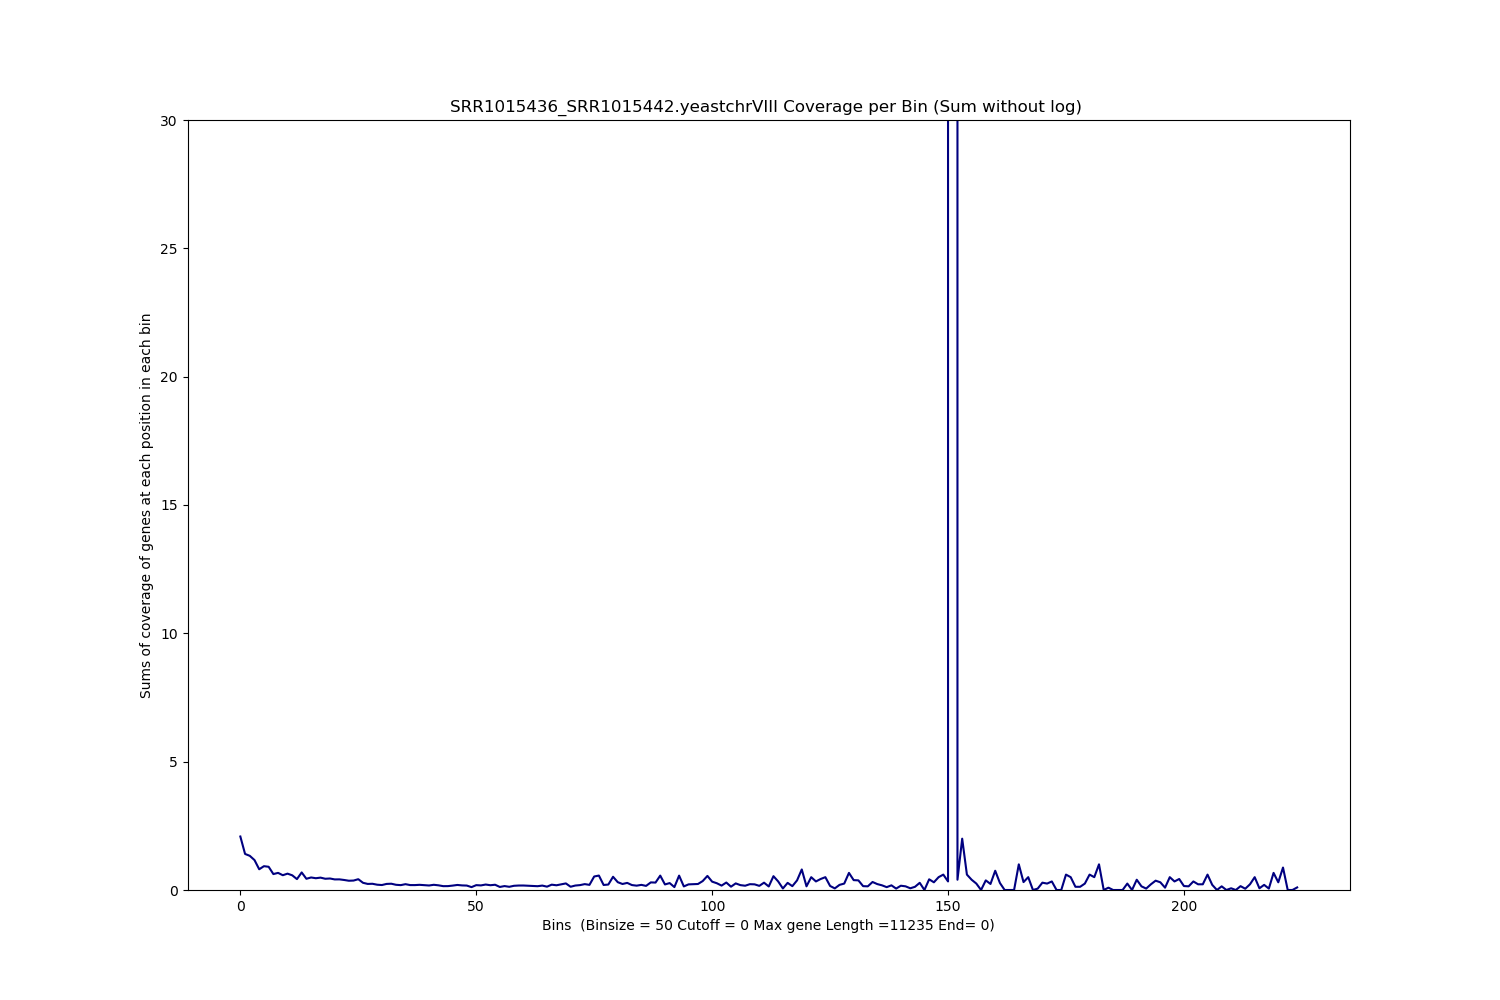 SRR1015436_SRR1015442.yeastchrVIII Coverage per Bin (Sum without log)
30
25
20
15
10
5
0
Sums of coverage of genes at each position in each bin
0 50 100 150 200
Bins  (Binsize = 50 Cutoff = 0 Max gene Length =11235 End= 0)